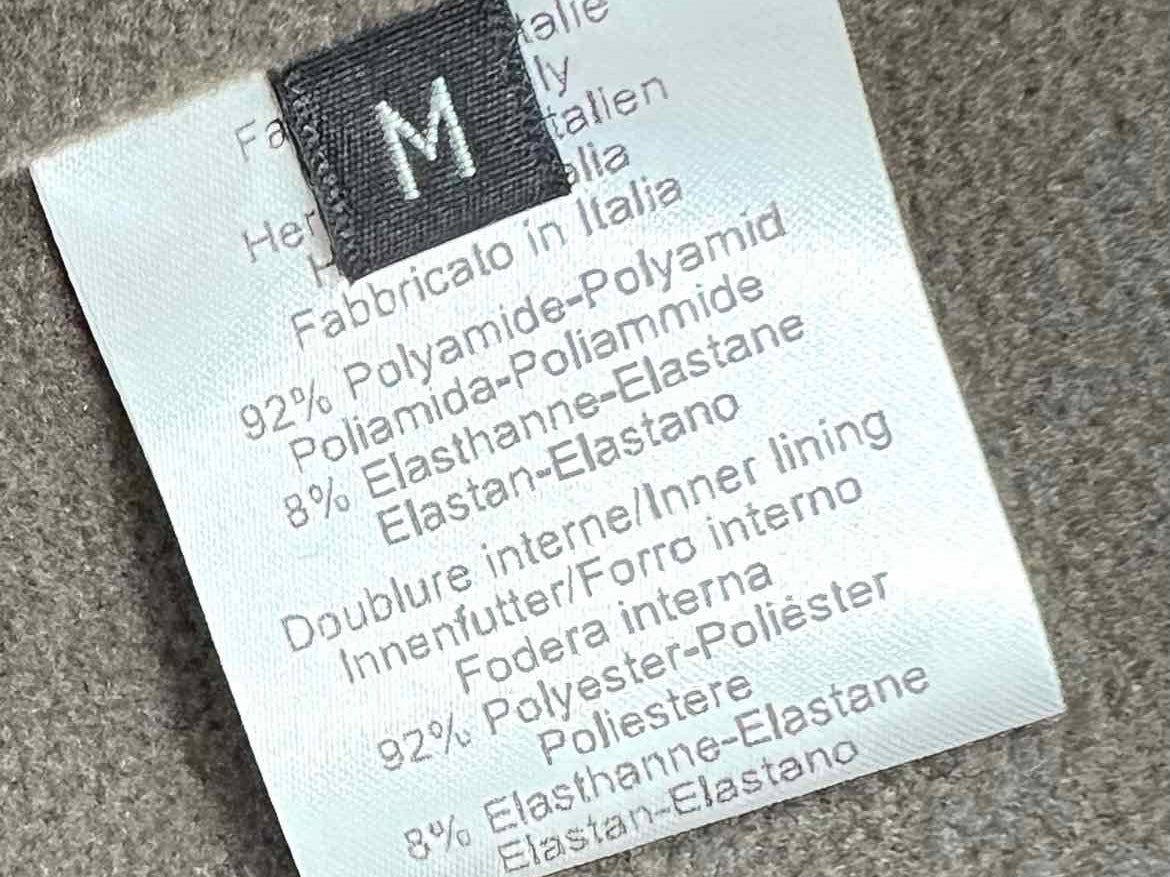 M
Fabbricato in Italia
92% Polyamide-Polyamid
Poliamida-Poliammide
8% Elasthanne-Elastane
Elastan-Elastano
Doublure interne/Inner lining
Innenfutter/Forro interno
Fodera interna
92% Polyester-Poliéster
Poliestere
8% Elasthanne-Elastane
Elastan-Elastano